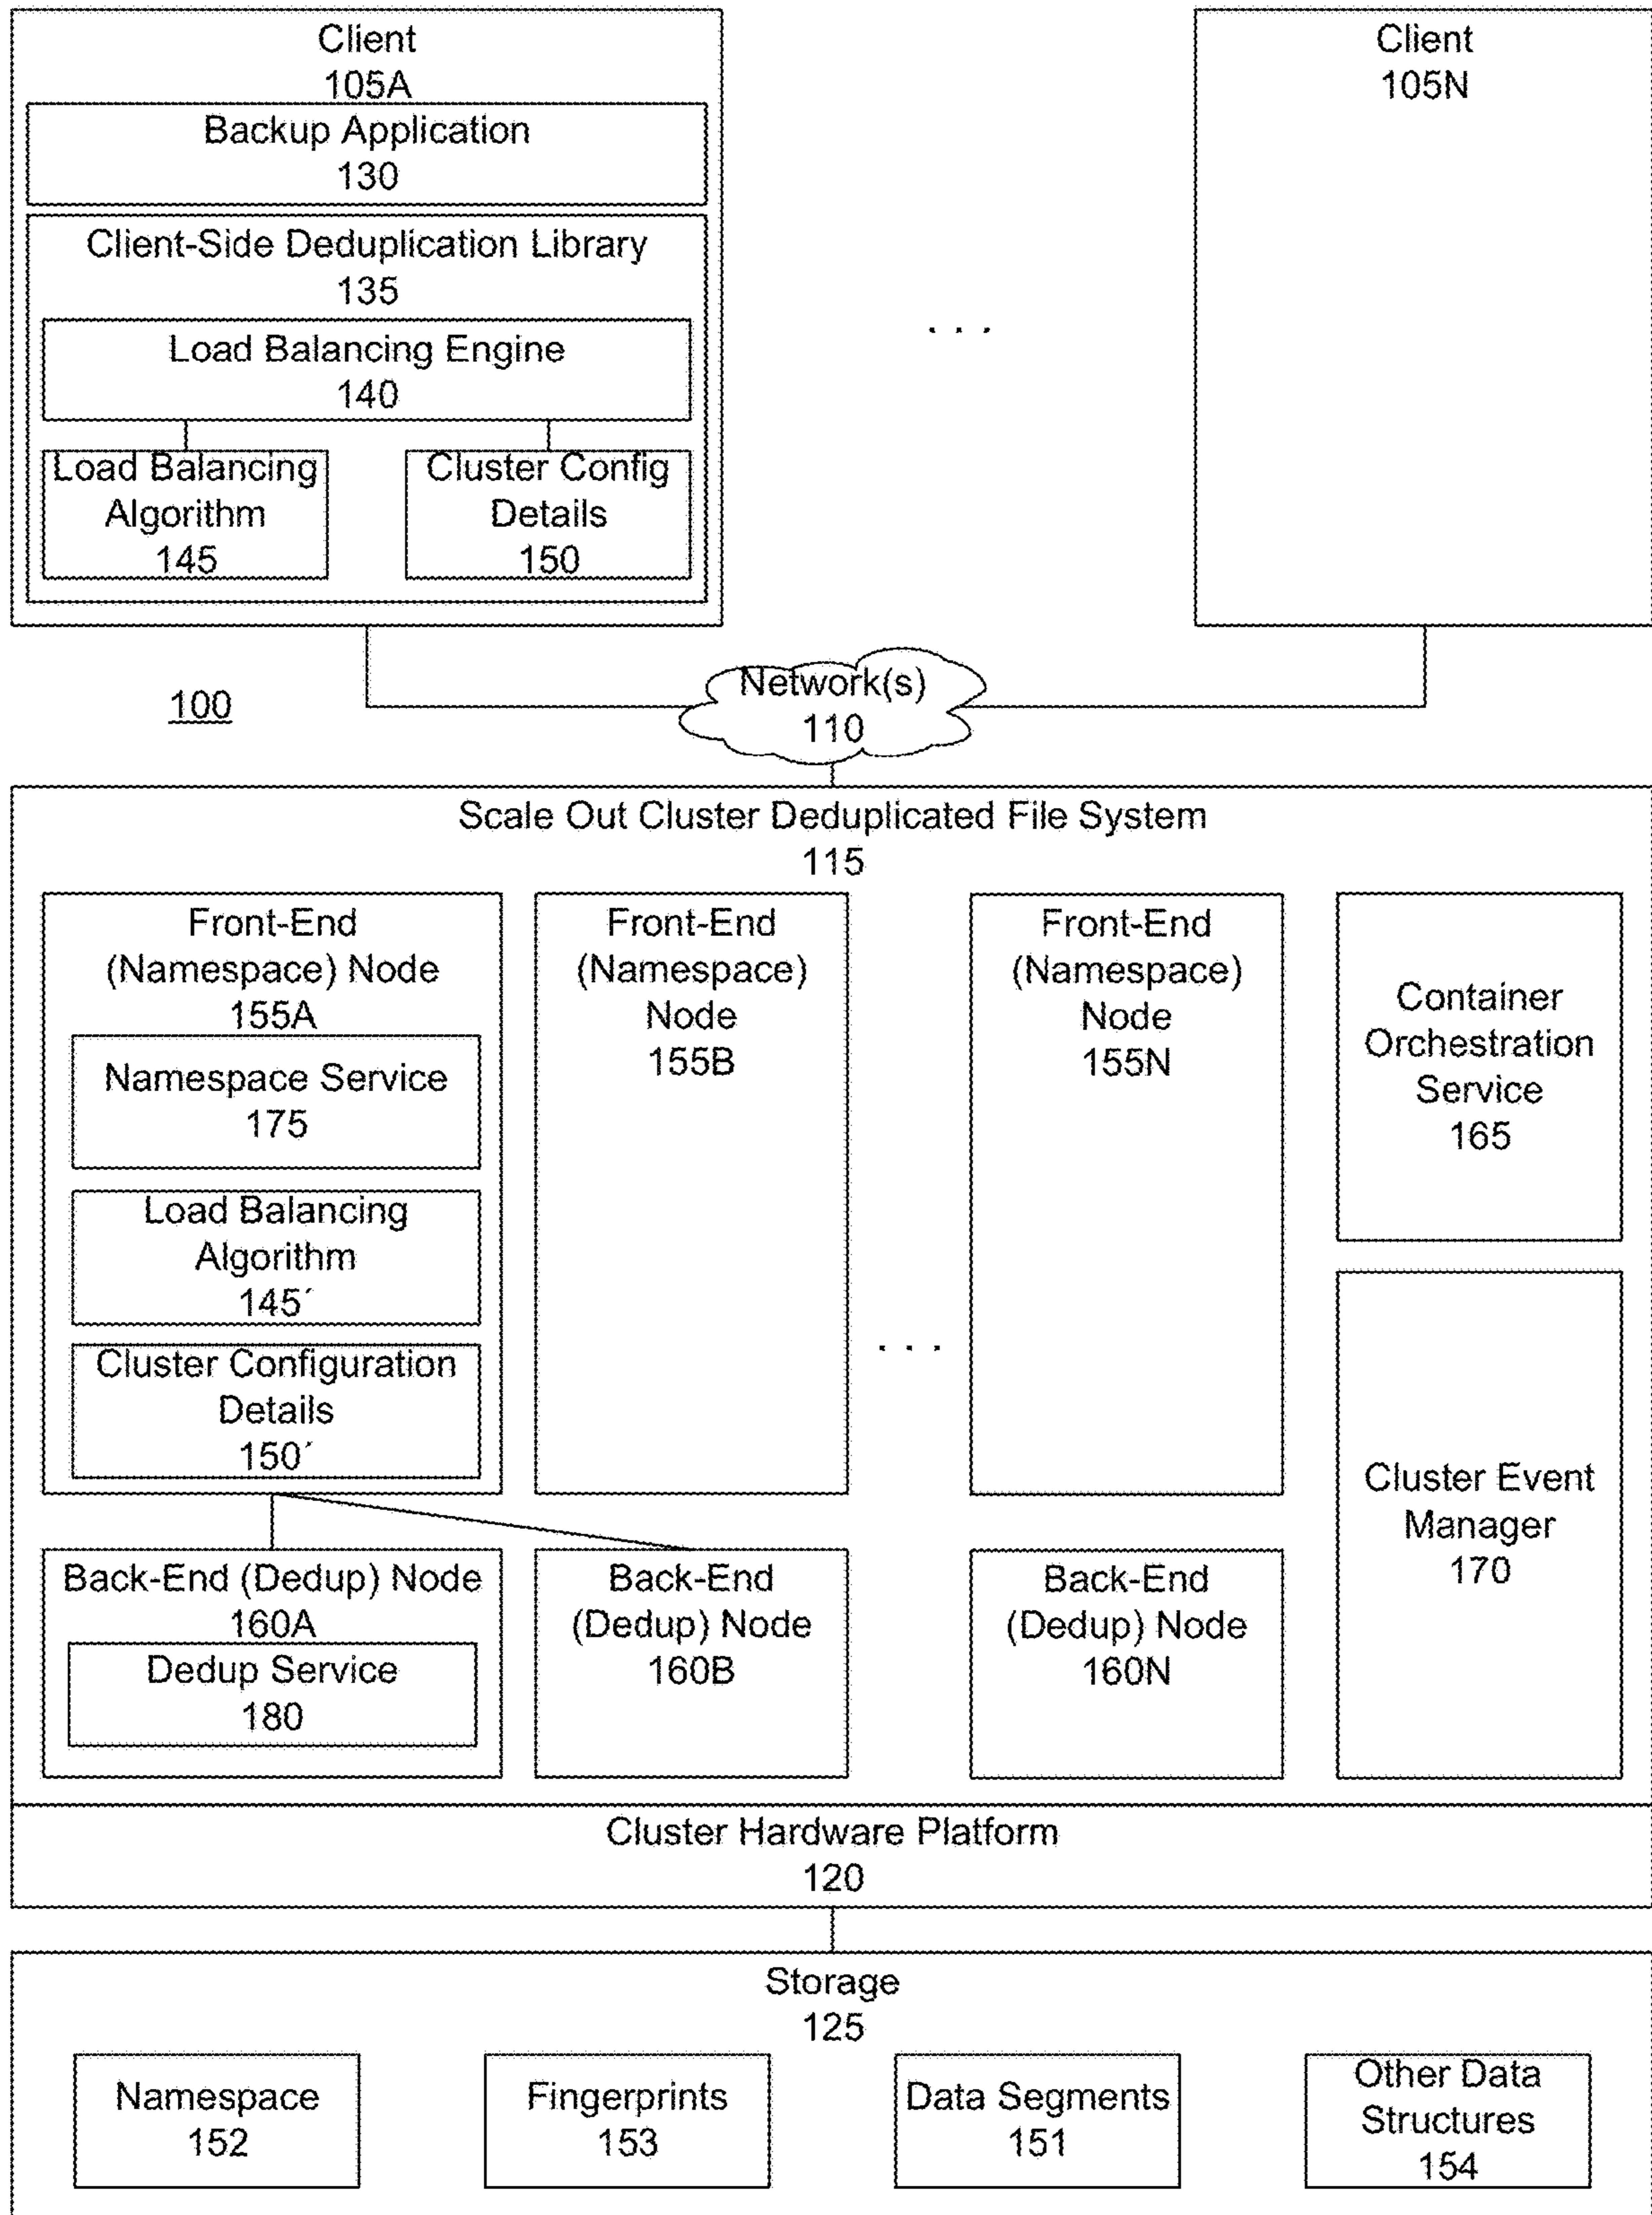 Client
105A
Backup Application
130
Client-Side Deduplication Library
135
Load Balancing Engine
140
Load Balancing
Algorithm
145
Cluster Config
Details
150
. . .
Client
105N
100
Network(s)
110
Scale Out Cluster Deduplicated File System
115
Front-End
(Namespace) Node
155A
Namespace Service
175
Load Balancing
Algorithm
145´
Cluster Configuration
Details
150´
Front-End
(Namespace)
Node
155B
. . .
Front-End
(Namespace)
Node
155N
Container
Orchestration
Service
165
Cluster Event
Manager
170
Back-End (Dedup) Node
160A
Dedup Service
180
Back-End
(Dedup) Node
160B
Back-End
(Dedup) Node
160N
Cluster Hardware Platform
120
Storage
125
Namespace
152
Fingerprints
153
Data Segments
151
Other Data
Structures
154